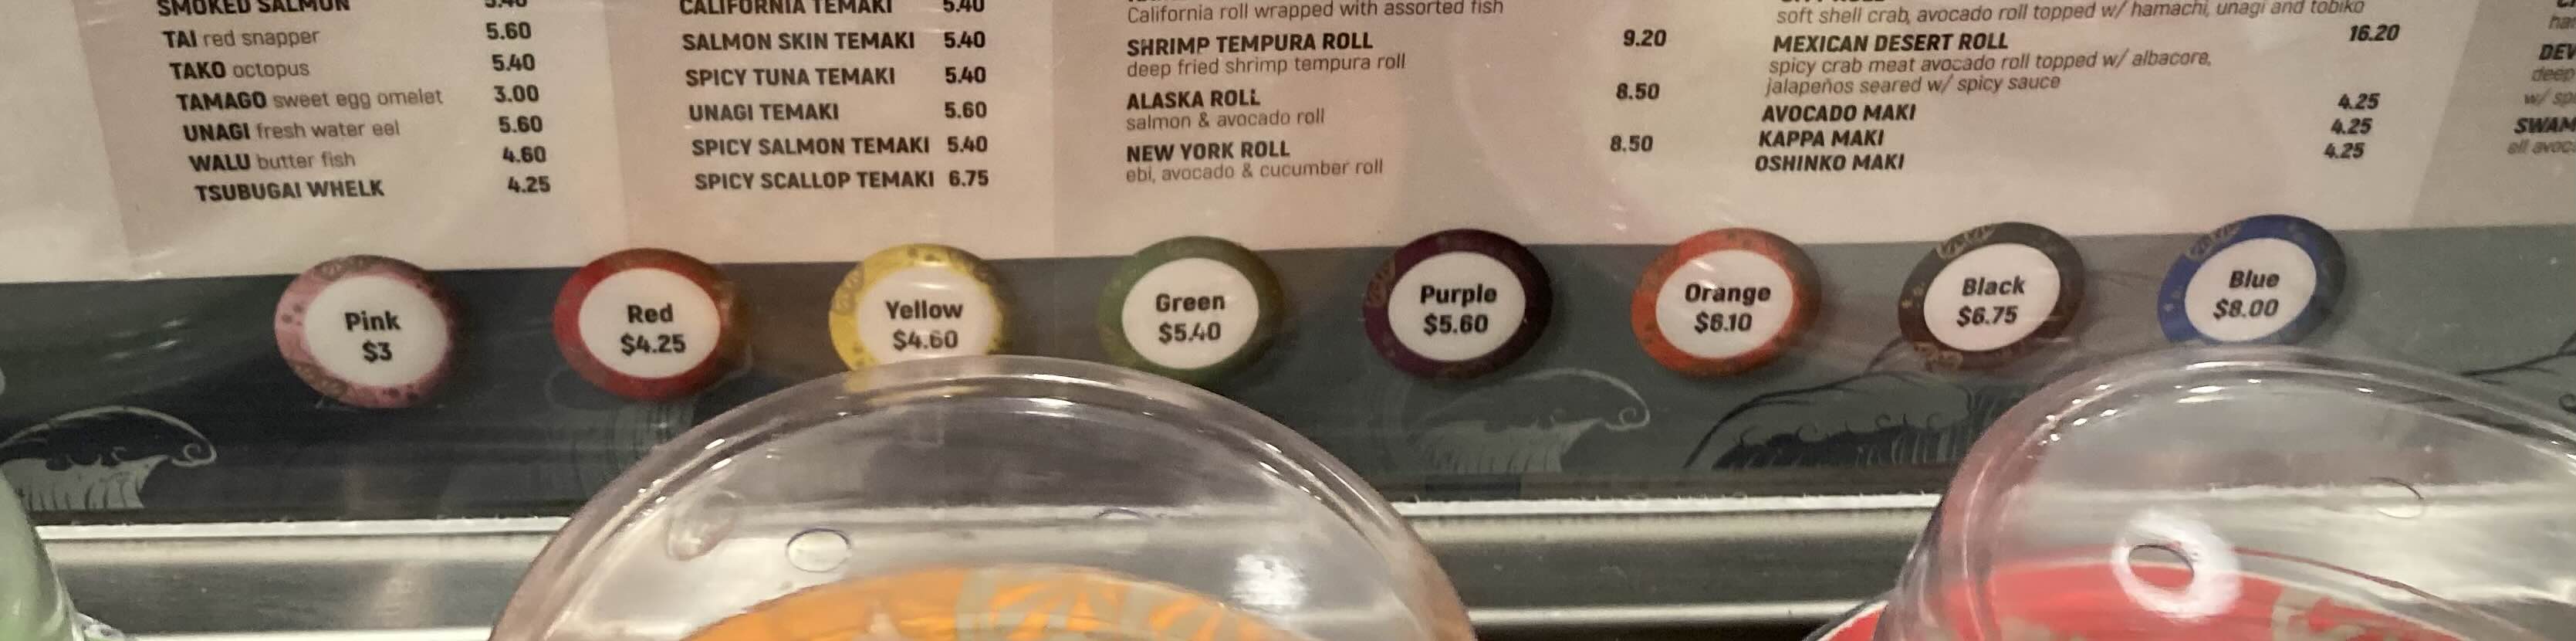 SMOKED SALMON 5.40
TAI red snapper 5.60
TAKO octopus 5.40
TAMAGO sweet egg omelet 3.00
UNAGI fresh water eel 5.60
WALU butter fish 4.60
TSUBUGAI WHELK 4.25
CALIFORNIA TEMAKI 5.40
SALMON SKIN TEMAKI 5.40
SPICY TUNA TEMAKI 5.40
UNAGI TEMAKI 5.60
SPICY SALMON TEMAKI 5.40
SPICY SCALLOP TEMAKI 6.75
California roll wrapped with assorted fish
SHRIMP TEMPURA ROLL 9.20
deep fried shrimp tempura roll
ALASKA ROLL 8.50
salmon & avocado roll
NEW YORK ROLL 8.50
ebi, avocado & cucumber roll
soft shell crab, avocado roll topped w/ hamachi, unagi and tobiko
MEXICAN DESERT ROLL 16.20
spicy crab meat avocado roll topped w/ albacore,
jalapeños seared w/ spicy sauce
AVOCADO MAKI 4.25
KAPPA MAKI 4.25
OSHINKO MAKI 4.25
deep
w/
Pink
$3
Red
$4.25
Yellow
$4.60
Green
$5.40
Purple
$5.60
Orange
$6.10
Black
$6.75
Blue
$8.00